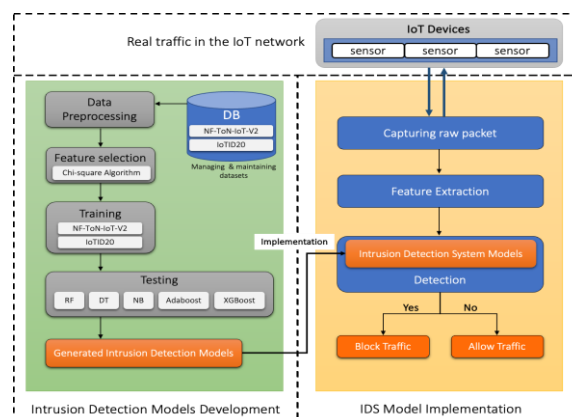 Real traffic in the IoT network
IoT Devices
sensor
sensor
sensor
Data
Preprocessing
DB
NF-ToN-IoT-V2
IoTID20
Managing & maintaining
datasets
Feature selection
Chi-square Algorithm
Training
NF-ToN-IoT-V2
IoTID20
Testing
RF
DT
NB
Adaboost
XGBoost
Generated Intrusion Detection Models
Intrusion Detection Models Development
Implementation
Capturing raw packet
Feature Extraction
Intrusion Detection System Models
Detection
Yes
No
Block Traffic
Allow Traffic
IDS Model Implementation